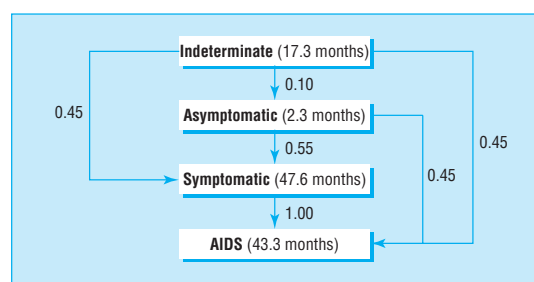 Indeterminate (17.3 months)
0.10
0.45
Asymptomatic (2.3 months)
0.55
0.45
Symptomatic (47.6 months)
0.45
1.00
AIDS (43.3 months)